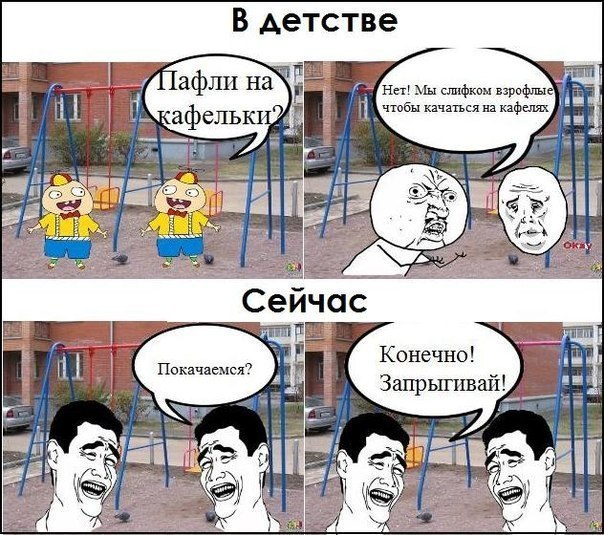 В детстве
Пафли на
кафельки?
Нет! Мы слифком взрофлые
чтобы качаться на кафелях
Okay
Сейчас
Покачаемся?
Конечно!
Запрыгивай!